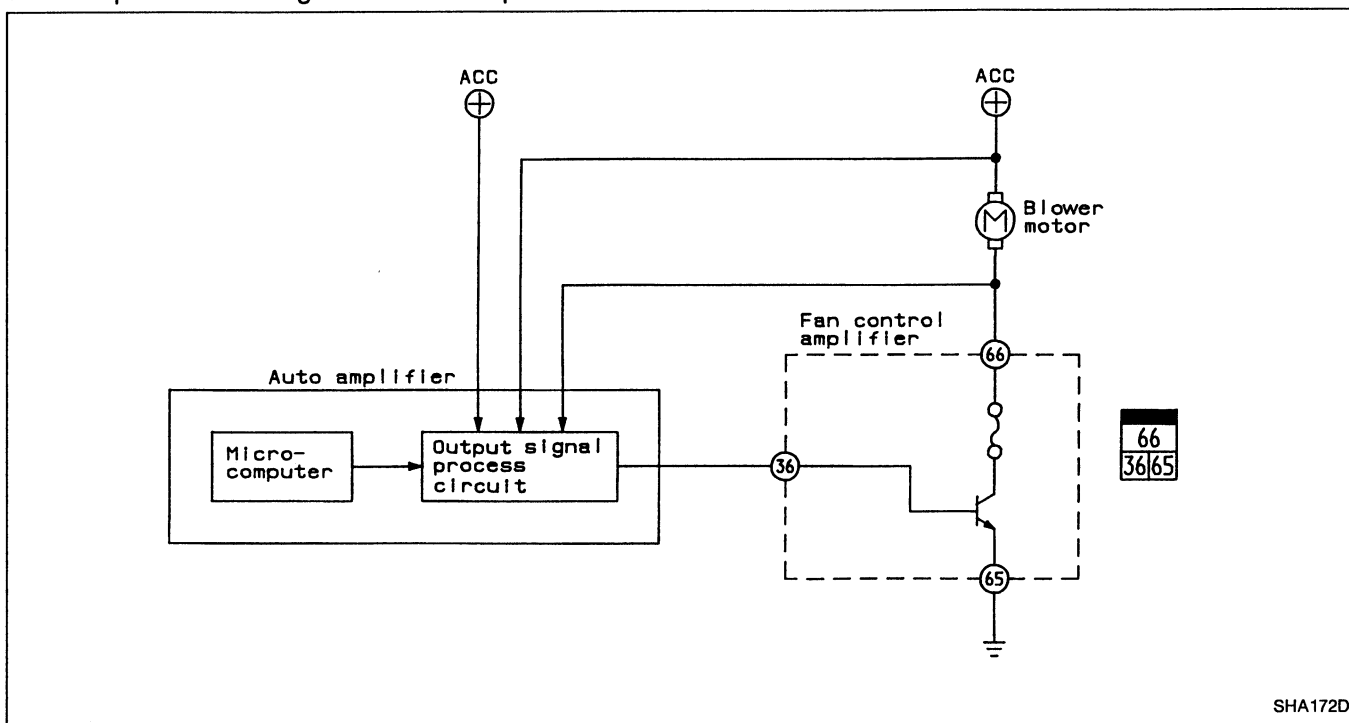 ACC
ACC
Blower
motor
Fan control
amplifier
66
Auto amplifier
Micro-
computer
Output signal
process
circuit
36
66
36 65
65
SHA172D